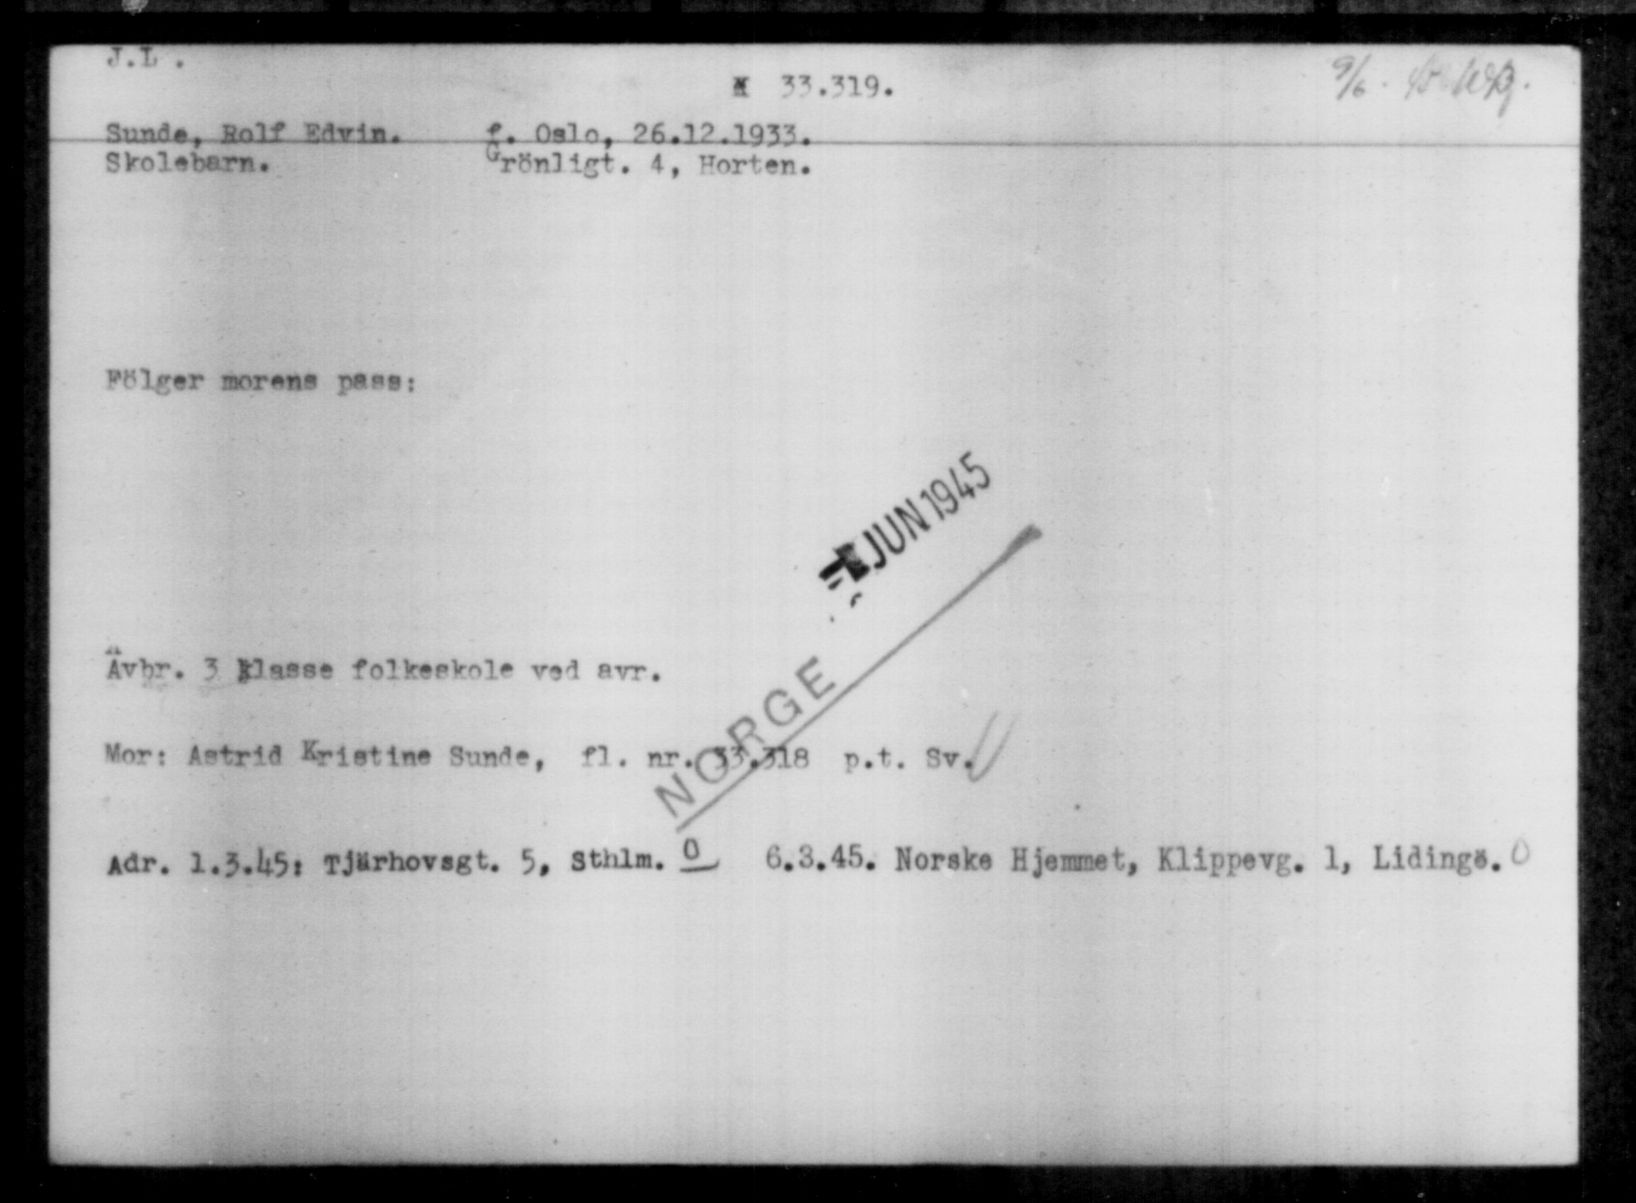 J.L .
33.319.
9/6.
Sunde, Rolf Edvin. f. Oslo, 26.12.1933.
Skolebarn. Grönligt. 4, Horten.
Fölger morens pass:
JUN 1945
Ävbr. 3 klasse folkeskole ved avr.
NORGE
Mor: Astrid Kristine Sunde, fl. nr. 33.318 p.t. Sv.
Adr. 1.3.45: Tjärhovsgt. 5, Sthlm. 0 6.3.45. Norske Hjemmet, Klippevg. 1, Lidingö. 0